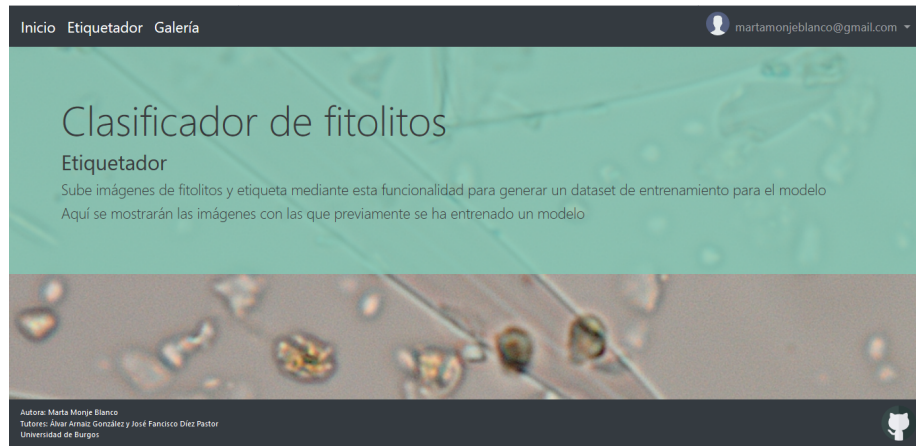 Inicio Etiquetador Galería martamonjeblanco@gmail.com
Clasificador de fitolitos
Etiquetador
Sube imágenes de fitolitos y etiqueta mediante esta funcionalidad para generar un dataset de entrenamiento para el modelo
Aquí se mostrarán las imágenes con las que previamente se ha entrenado un modelo
Autora: Marta Monje Blanco
Tutores: Álvar Arnaiz González y José Fancisco Díez Pastor
Universidad de Burgos